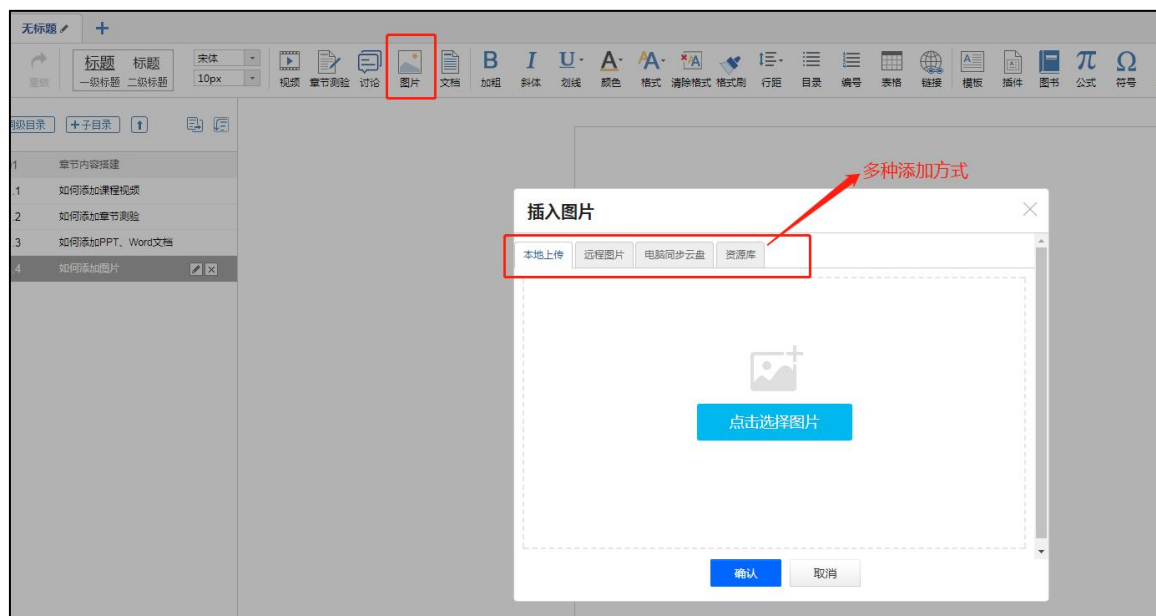 无标题
标题 标题
一级标题 二级标题
宋体
10px
视频 章节测验 讨论 图片 文档 加粗 斜体 划线 颜色 格式 清除格式 格式刷 行距 目录 编号 表格 链接 模板 插件 图书 公式 符号
B I U A AA π Ω
级目录 +子目录
章节内容搭建
.1 如何添加课程视频
.2 如何添加章节测验
.3 如何添加PPT、Word文档
4 如何添加图片
多种添加方式
插入图片
本地上传 远程图片 电脑同步云盘 资源库
点击选择图片
确认 取消